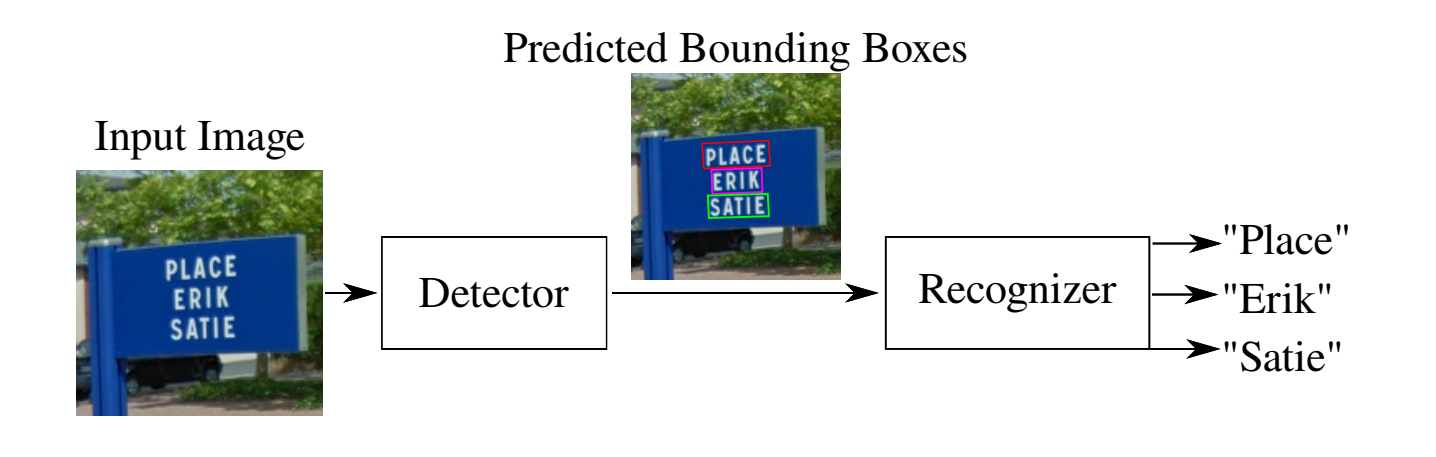 Predicted Bounding Boxes
Input Image
PLACE
ERIK
SATIE
PLACE
ERIK
SATIE
Detector
Recognizer
"Place"
"Erik"
"Satie"